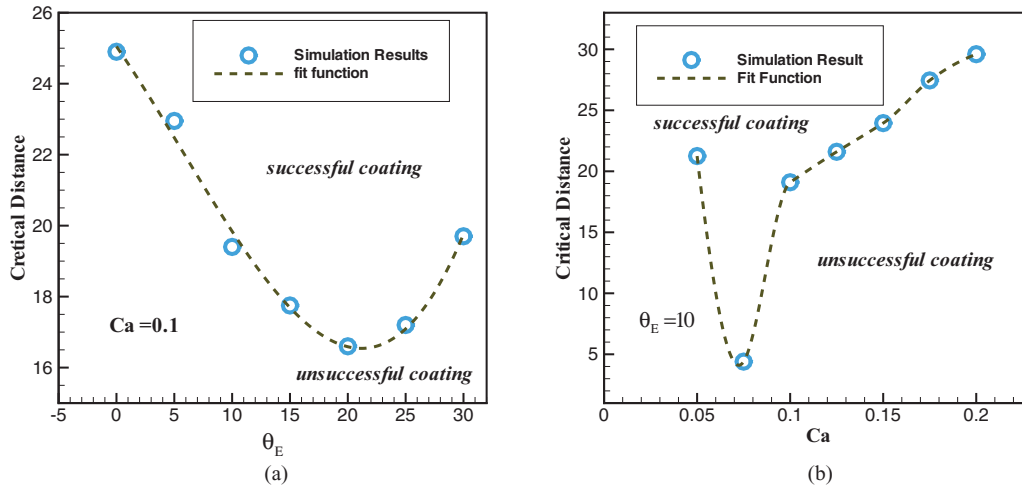 26
24
22
20
18
16
-5
0
5
10
15
20
25
30
Cretical Distance
θE
Simulation Results
fit function
successful coating
Ca =0.1
unsuccessful coating
(a)
30
25
20
15
10
5
0
0.05
0.1
0.15
0.2
Critical Distance
Ca
Simulation Result
Fit Function
successful coating
unsuccessful coating
θE =10
(b)